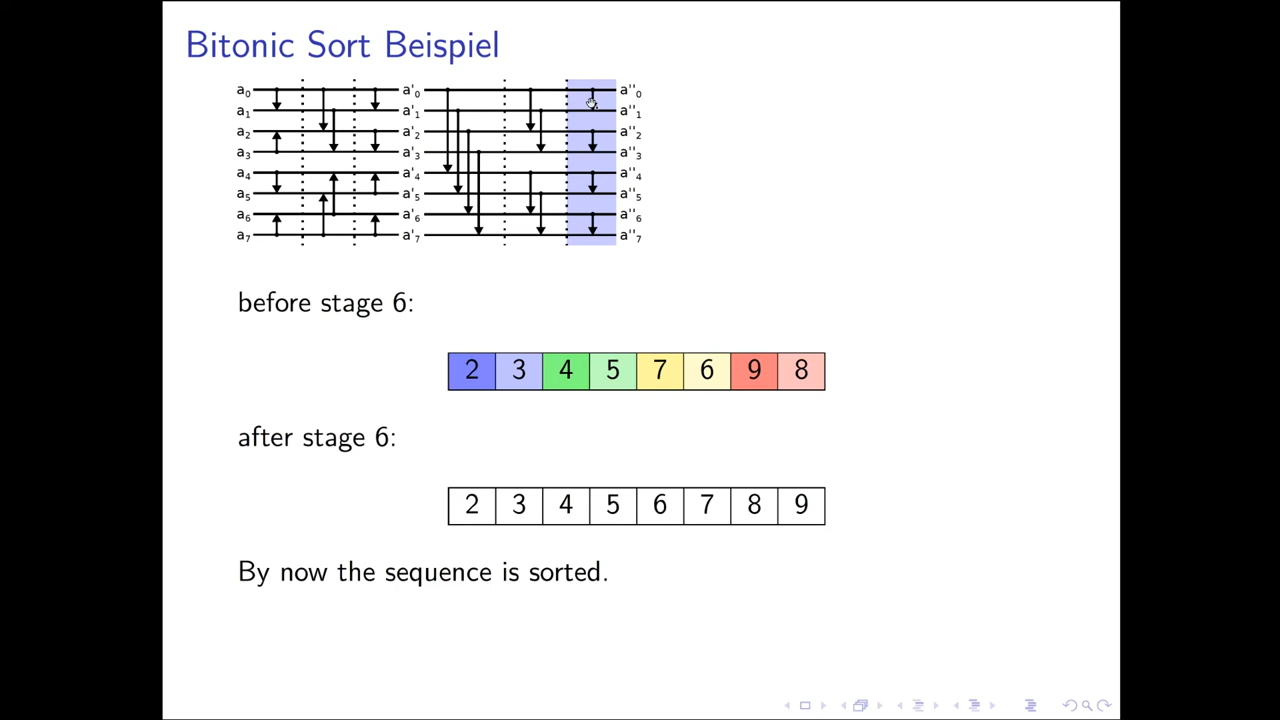 Bitonic Sort Beispiel
a₀ a'₀ a''₀
a₁ a'₁ a''₁
a₂ a'₂ a''₂
a₃ a'₃ a''₃
a₄ a'₄ a''₄
a₅ a'₅ a''₅
a₆ a'₆ a''₆
a₇ a'₇ a''₇
before stage 6:
2 3 4 5 7 6 9 8
after stage 6:
2 3 4 5 6 7 8 9
By now the sequence is sorted.